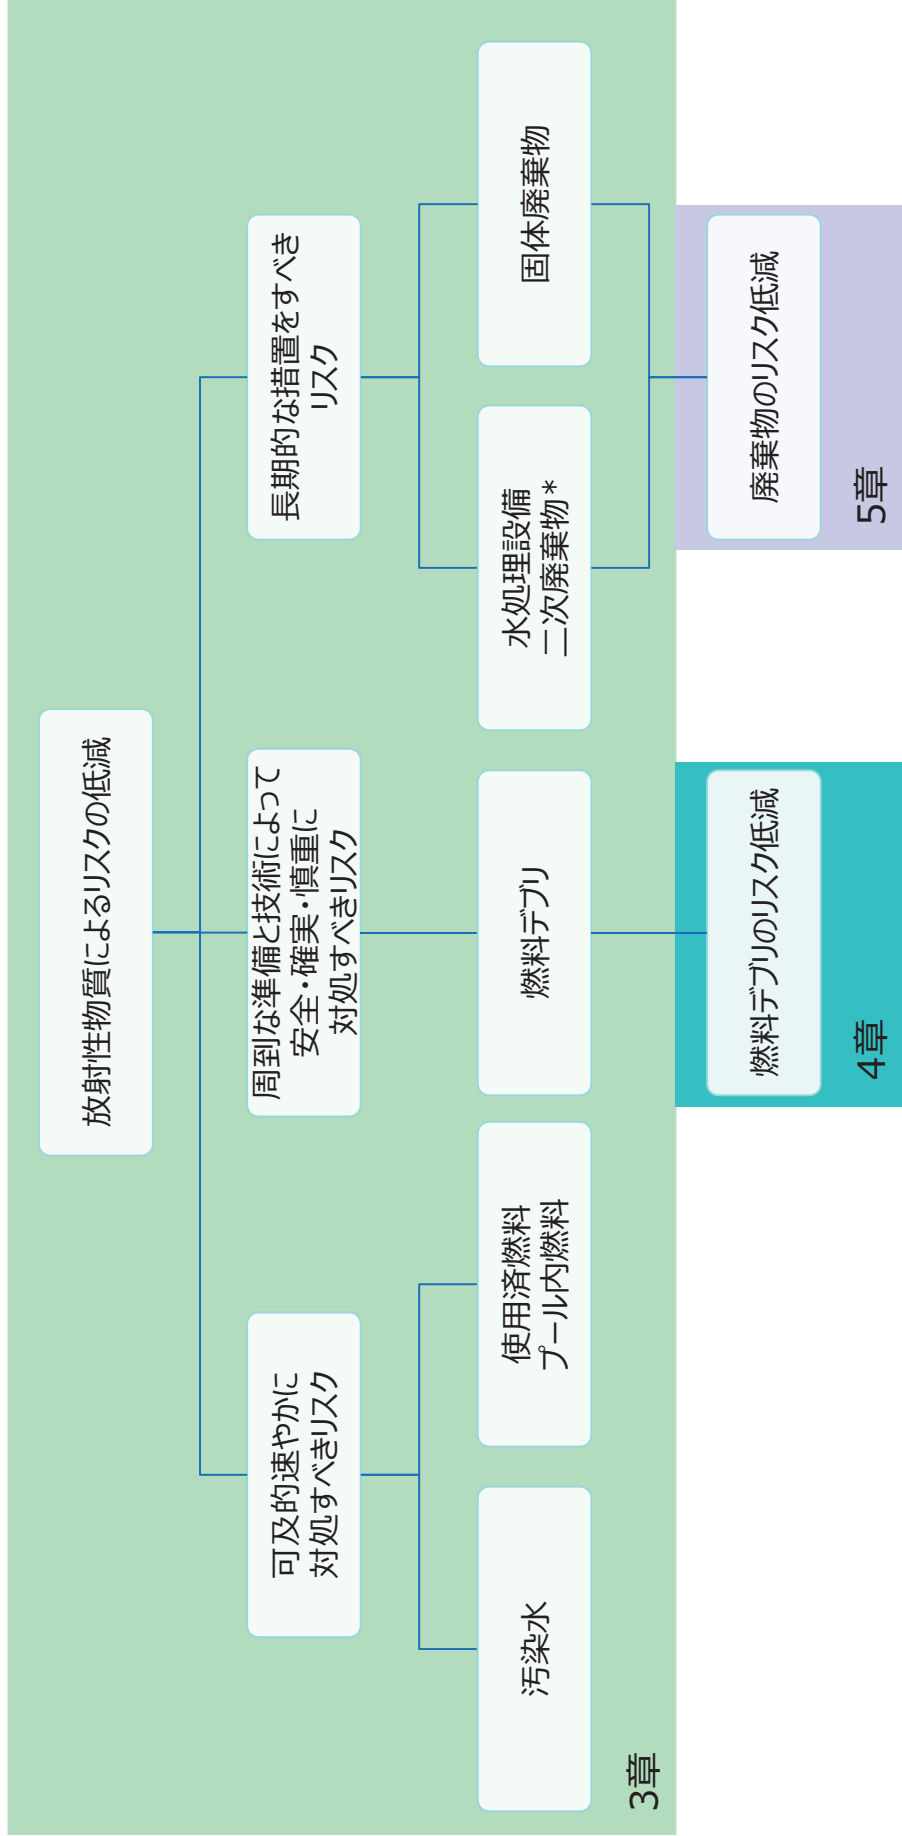 放射性物質によるリスクの低減
可及的速やかに
対処すべきリスク
周到な準備と技術によって
安全・確実・慎重に
対処すべきリスク
長期的な措置をすべき
リスク
汚染水
使用済燃料
プール内燃料
燃料デブリ
水処理設備
二次廃棄物*
固体廃棄物
3章
燃料デブリのリスク低減
4章
廃棄物のリスク低減
5章